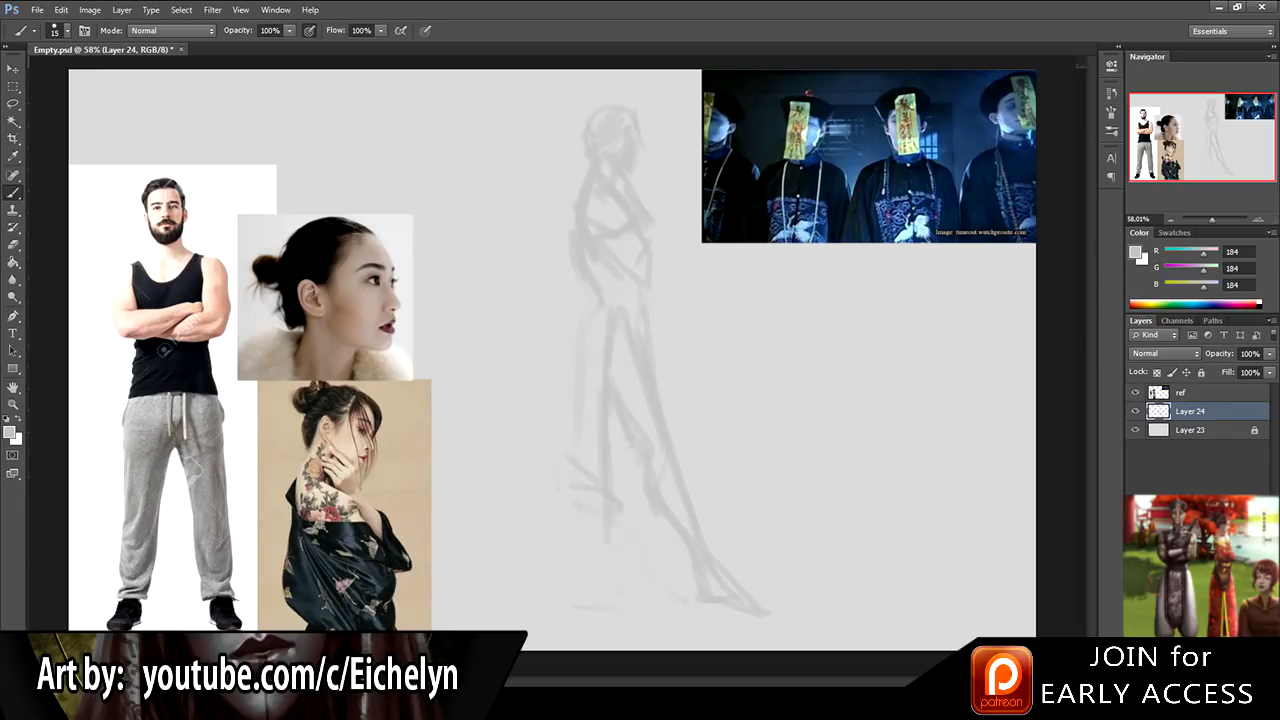 Ps File Edit Image Layer Type Select Filter View Window Help
15 Mode: Normal Opacity: 100% Flow: 100% Essentials
Empty.psd @ 58% (Layer 24, RGB/8) * ×
Navigator
58.01%
Color Swatches
R 184
G 184
B 184
Layers Channels Paths
Kind
Normal Opacity: 100%
Lock: Fill: 100%
ref
Layer 24
Layer 23
Image: timeout watchprosite.com
Art by: youtube.com/c/Eichelyn
patreon
JOIN for
EARLY ACCESS